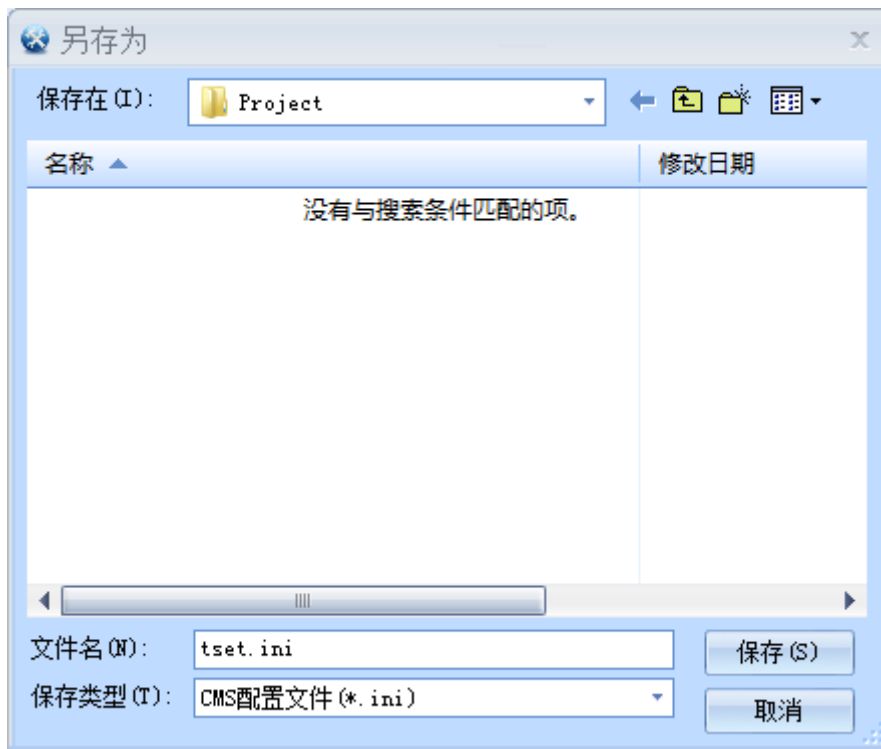 另存为
保存在(I):
Project
名称
修改日期
没有与搜索条件匹配的项。
文件名(N):
tset.ini
保存(S)
保存类型(T):
CMS配置文件(*.ini)
取消